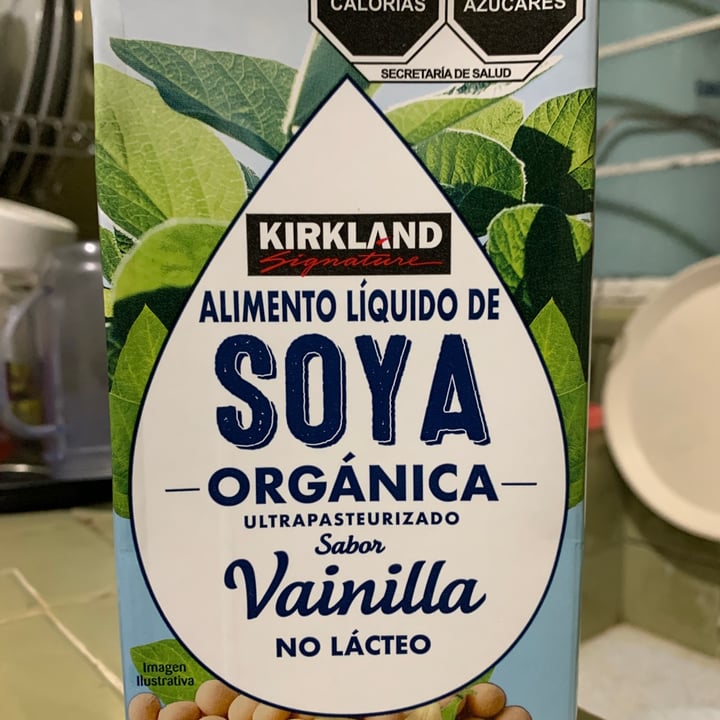 CALORÍAS
AZÚCARES
SECRETARÍA DE SALUD
KIRKLAND
Signature
ALIMENTO LÍQUIDO DE
SOYA
ORGÁNICA
ULTRAPASTEURIZADO
Sabor
Vainilla
NO LÁCTEO
Imagen
Ilustrativa